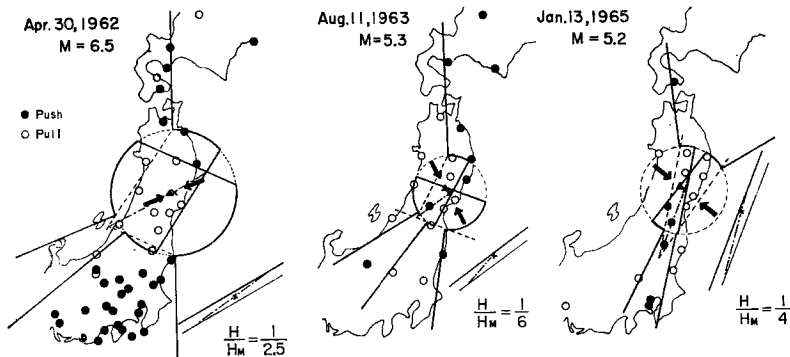 Apr. 30, 1962
M = 6.5
● Push
○ Pull
H/HM = 1/2.5
Aug. 11, 1963
M = 5.3
H/HM = 1/6
Jan. 13, 1965
M = 5.2
H/HM = 1/4